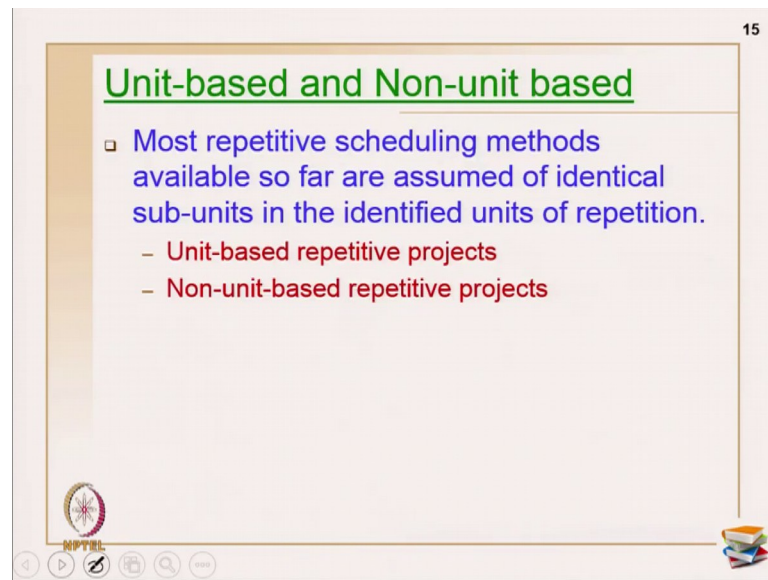 15
Unit-based and Non-unit based
Most repetitive scheduling methods
available so far are assumed of identical
sub-units in the identified units of repetition.
– Unit-based repetitive projects
– Non-unit-based repetitive projects
NPTEL